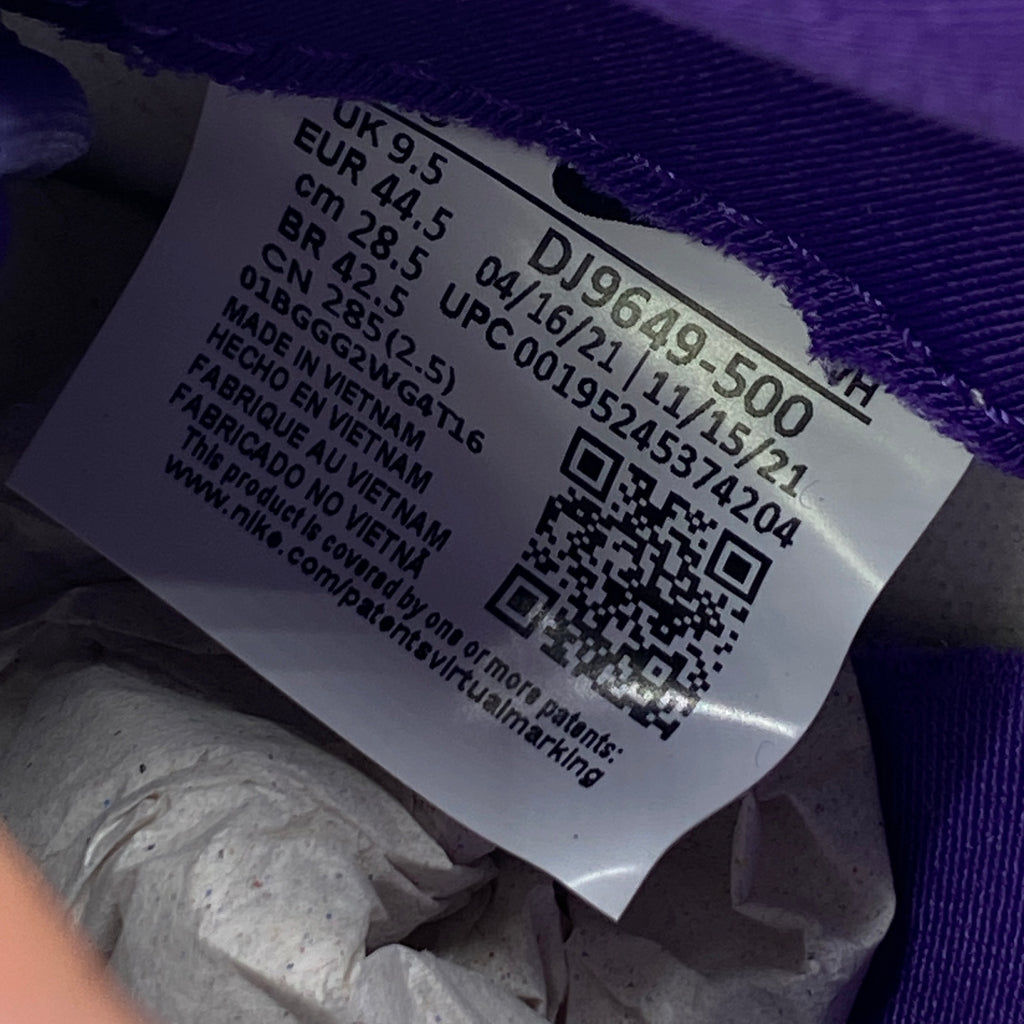 UK 9.5
EUR 44.5
cm 28.5
BR 42.5
CN 285(2.5)
01BGGG2WG4T16
MADE IN VIETNAM
HECHO EN VIETNAM
FABRIQUE AU VIETNAM
FABRICADO NO VIETNÃ
This product is covered by one or more patents:
www.nike.com/patentsvirtualmarking
DJ9649-500
04/16/21 | 11/15/21
UPC 00195245374204